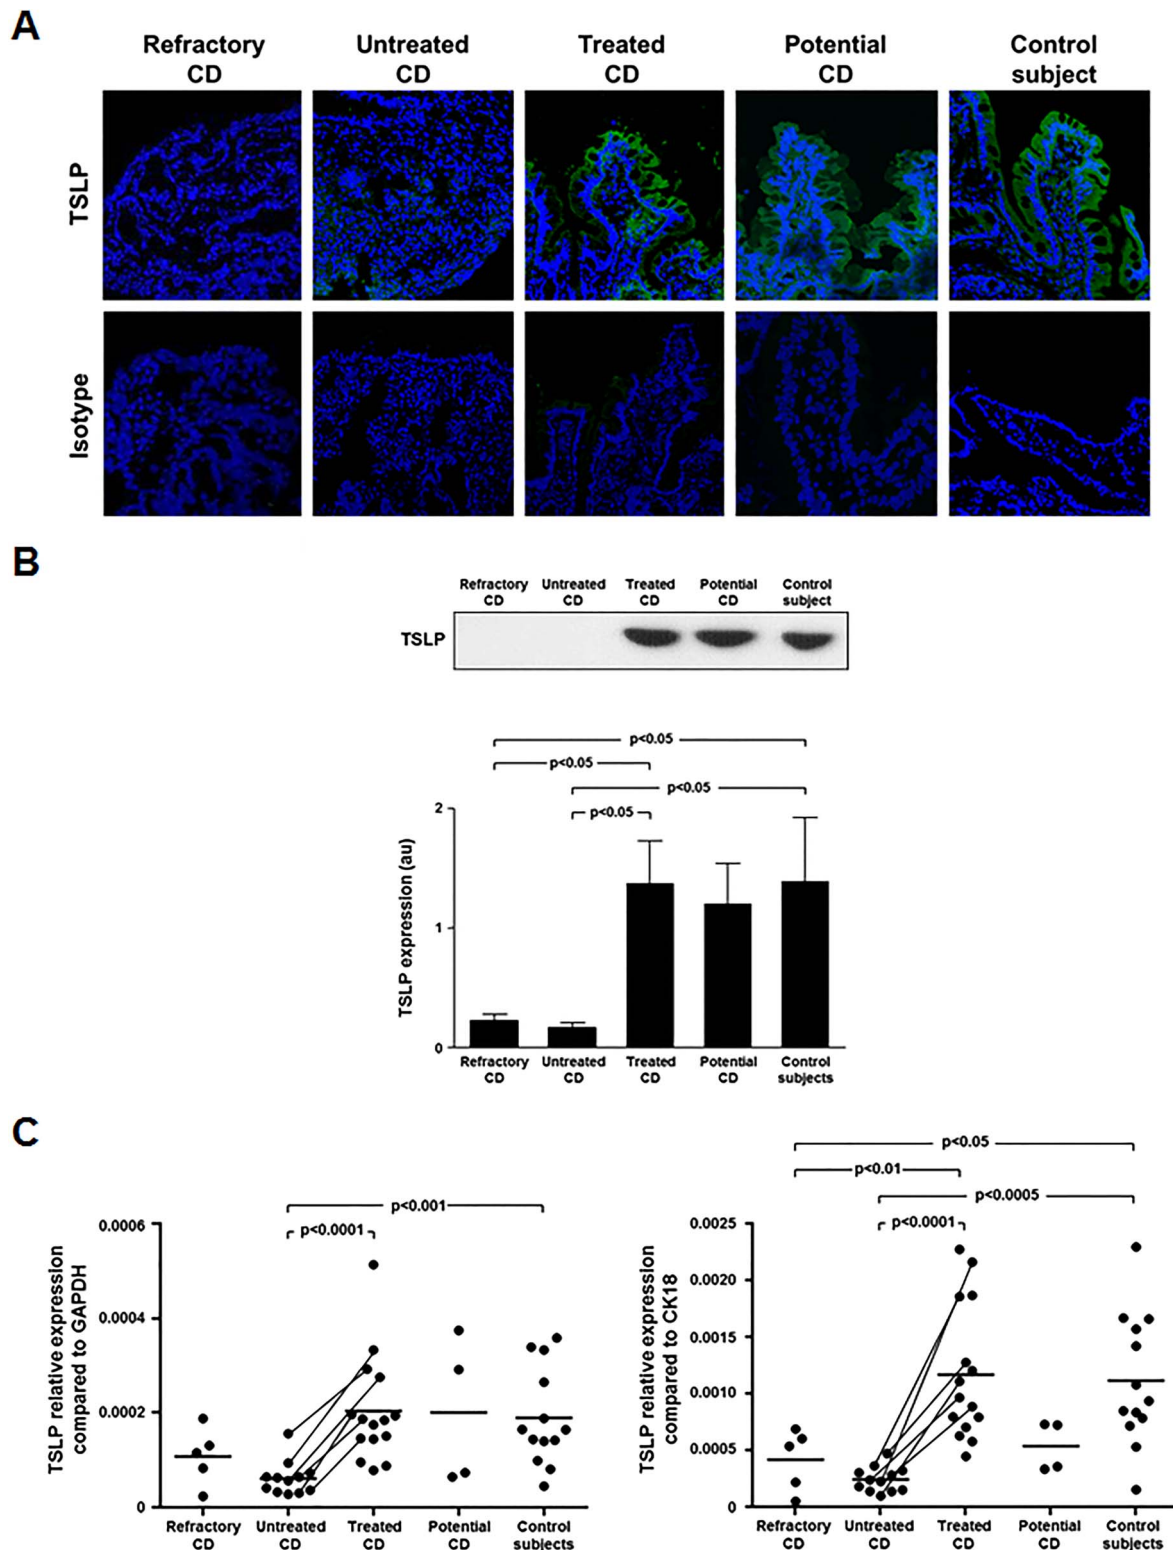 A
Refractory CD
Untreated CD
Treated CD
Potential CD
Control subject
TSLP
Isotype
B
Refractory CD
Untreated CD
Treated CD
Potential CD
Control subject
TSLP
p<0.05
p<0.05
p<0.05
p<0.05
TSLP expression (au)
2
1
0
Refractory CD
Untreated CD
Treated CD
Potential CD
Control subjects
C
p<0.001
p<0.0001
TSLP relative expression
compared to GAPDH
0.0006
0.0004
0.0002
0
Refractory CD
Untreated CD
Treated CD
Potential CD
Control subjects
p<0.05
p<0.01
p<0.0005
p<0.0001
TSLP relative expression
compared to CK18
0.0025
0.0020
0.0015
0.0010
0.0005
0
Refractory CD
Untreated CD
Treated CD
Potential CD
Control subjects